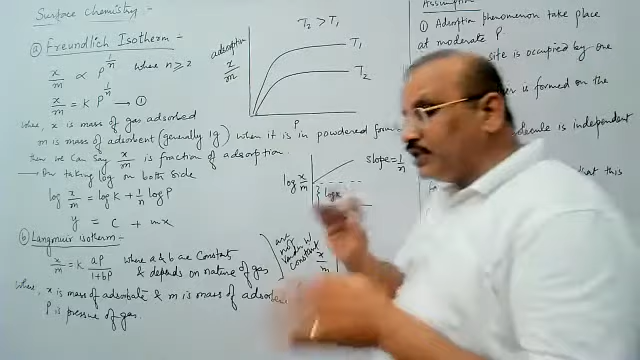 Surface Chemistry:-
(a) Freundlich Isotherm:-
x/m ∝ P^1/n where n ≥ 2
x/m = K P^1/n → ①
where, x is mass of gas adsorbed
m is mass of adsorbent (generally 1g) when it is in powdered form
then we can say x/m is fraction of adsorption.
→ On taking log on both side
log x/m = log K + 1/n log P
y = c + mx
(b) Langmuir isotherm:-
x/m = K aP/1+bP where a & b are Constants & depends on nature of gas
where, x is mass of adsorbate & m is mass of
P is pressure of gas.
T2 > T1
adsorption
x/m
T1
T2
P
log x/m
slope = 1/n
log K
are not constant
x/m
Assumption
① Adsorption phenomenon take place
at moderate P.
site is occupied by one
is formed on the
molecule is independent
that this